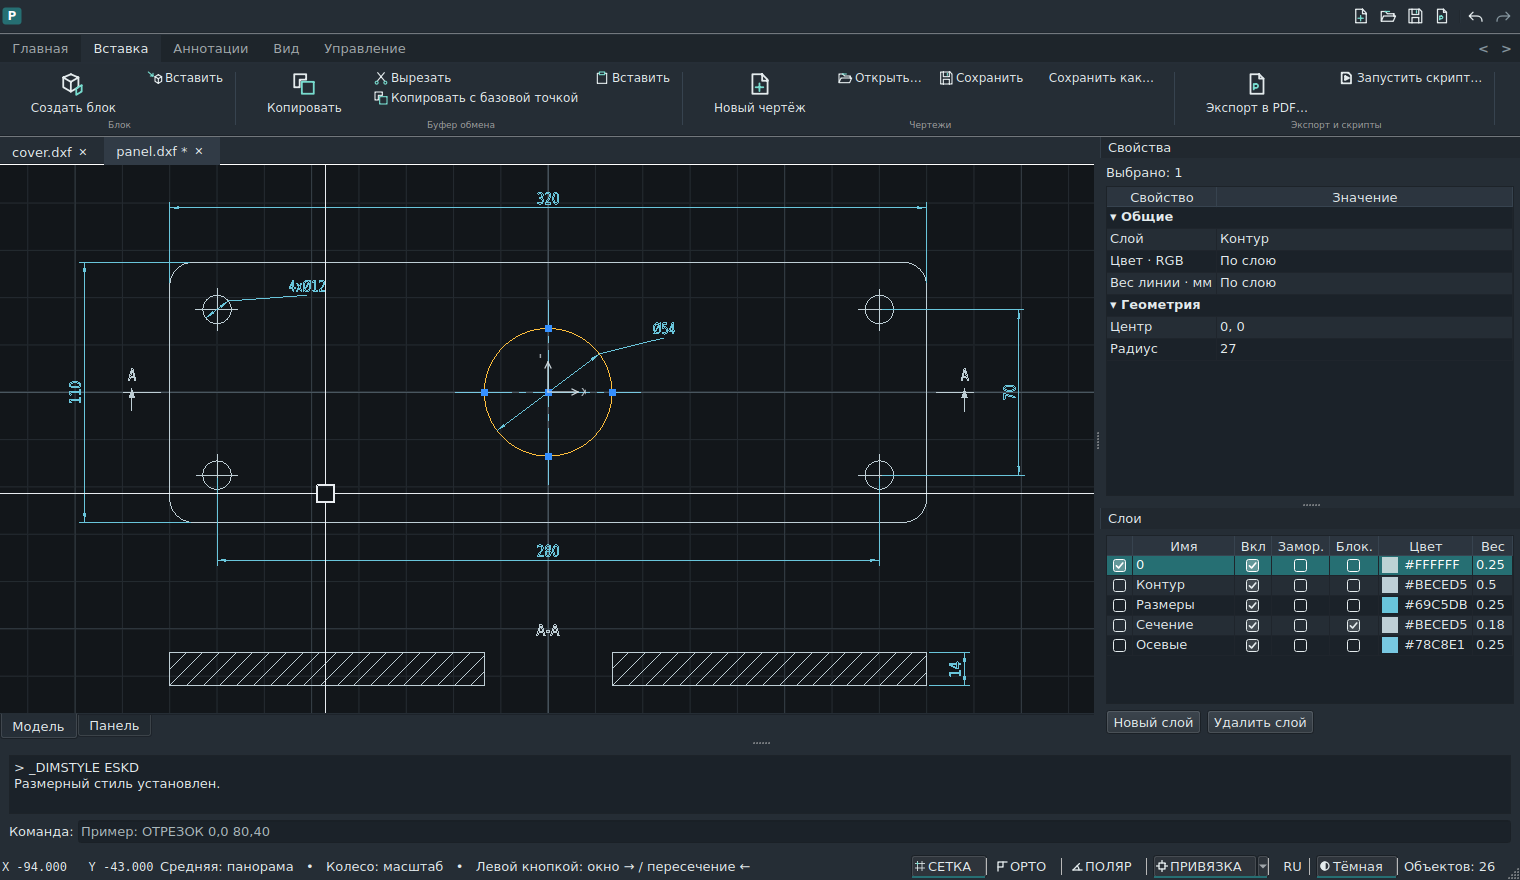 P
Главная Вставка Аннотации Вид Управление < >
Создать блок Вставить
Блок
Копировать Вырезать
Копировать с базовой точкой
Вставить
Буфер обмена
Новый чертёж Открыть... Сохранить Сохранить как...
Чертежи
Экспорт в PDF... Запустить скрипт...
Экспорт и скрипты
cover.dxf × panel.dxf * ×
320
4xØ12
Ø54
110
A A
70
280
A-A
14
Модель Панель
Свойства
Выбрано: 1
Свойство Значение
▾ Общие
Слой Контур
Цвет · RGB По слою
Вес линии · мм По слою
▾ Геометрия
Центр 0, 0
Радиус 27
Слои
Имя Вкл Замор. Блок. Цвет Вес
0 #FFFFFF 0.25
Контур #BECED5 0.5
Размеры #69C5DB 0.25
Сечение #BECED5 0.18
Осевые #78C8E1 0.25
Новый слой Удалить слой
> _DIMSTYLE ESKD
Размерный стиль установлен.
Команда: Пример: ОТРЕЗОК 0,0 80,40
X -94.000 Y -43.000 Средняя: панорама • Колесо: масштаб • Левой кнопкой: окно → / пересечение ← СЕТКА ОРТО ПОЛЯР ПРИВЯЗКА RU Тёмная Объектов: 26